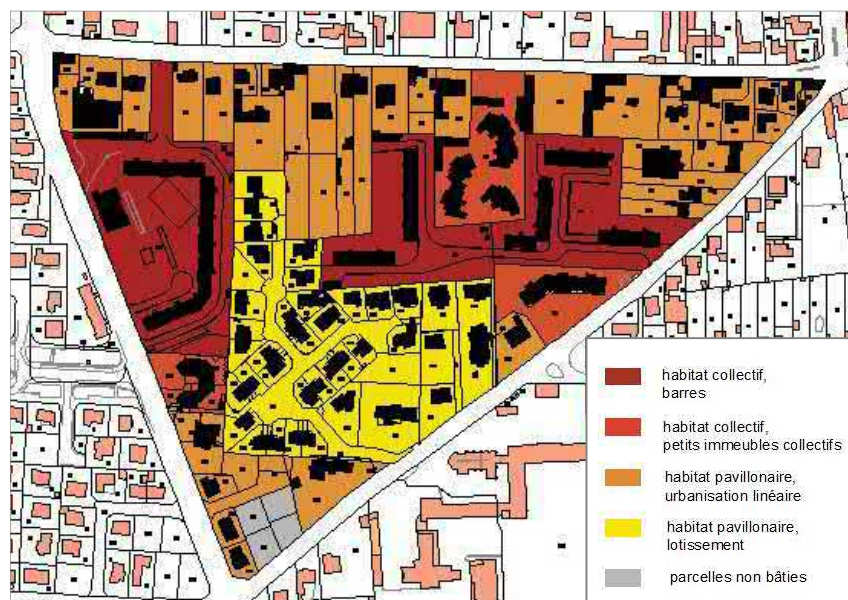 habitat collectif,
barres
habitat collectif,
petits immeubles collectifs
habitat pavillonaire,
urbanisation linéaire
habitat pavillonaire,
lotissement
parcelles non bâties